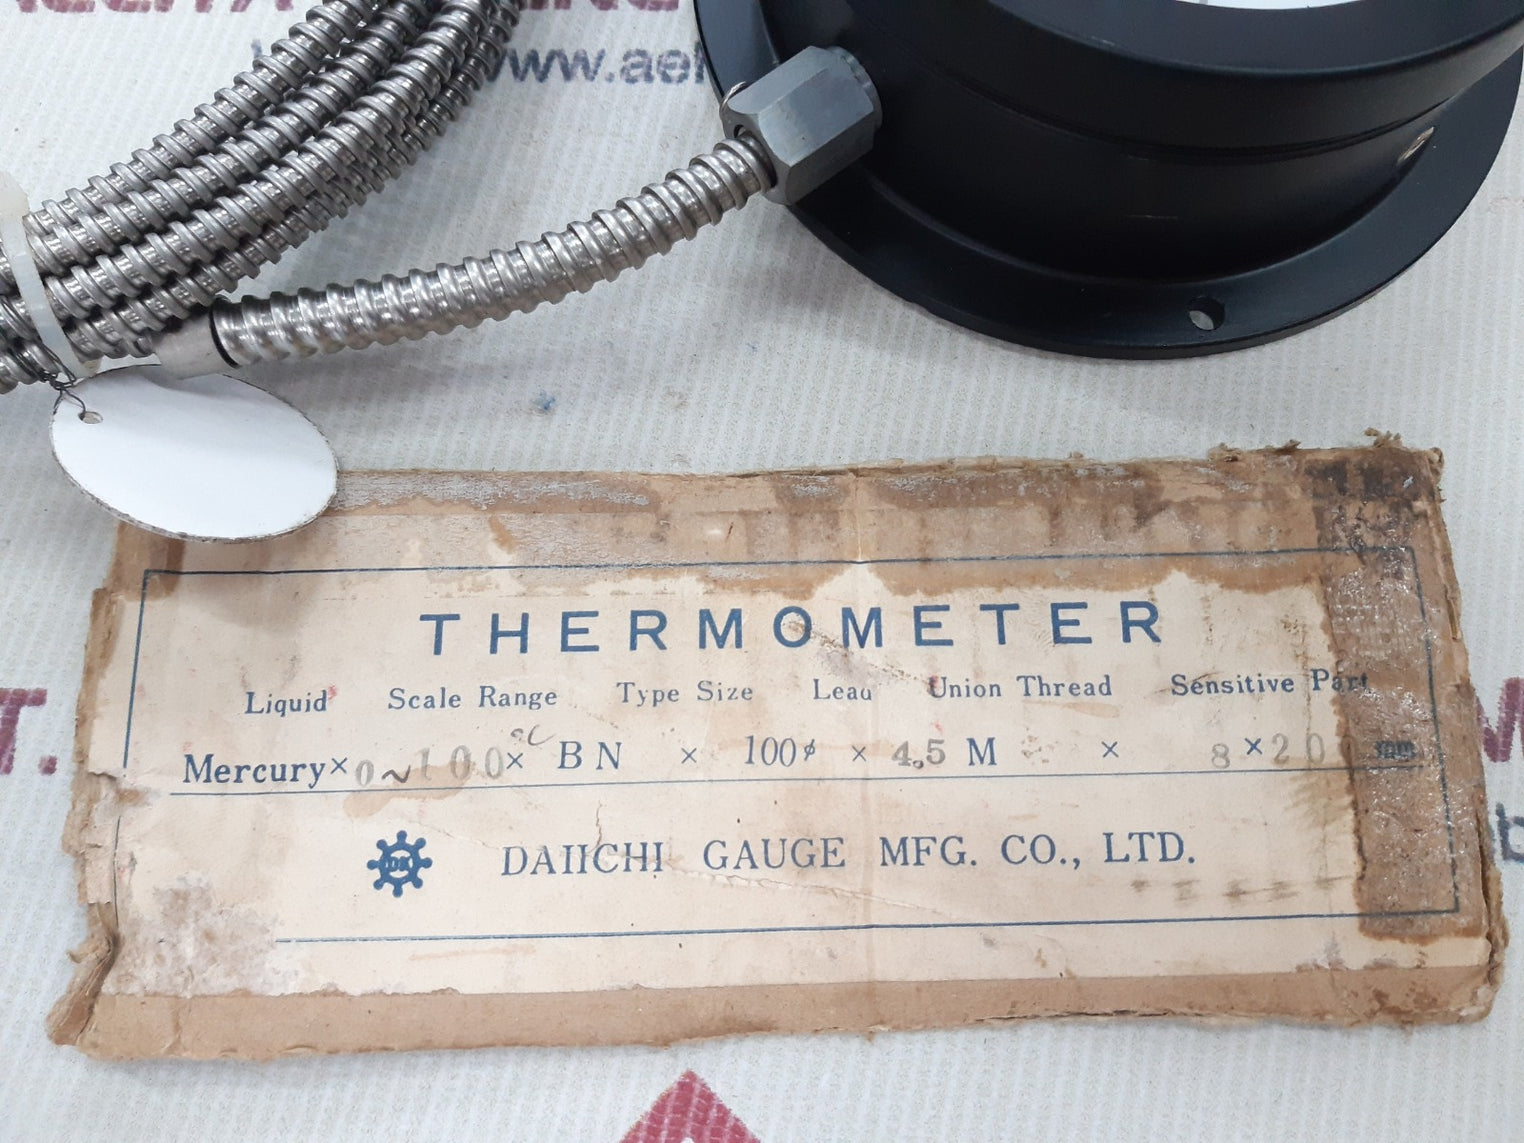 www.ael
THERMOMETER
Liquid Scale Range Type Size Lead Union Thread Sensitive Part
Mercury × 0~100 °C × BN × 100φ × 4.5 M × 8 × 20 mm
DAIICHI GAUGE MFG. CO., LTD.